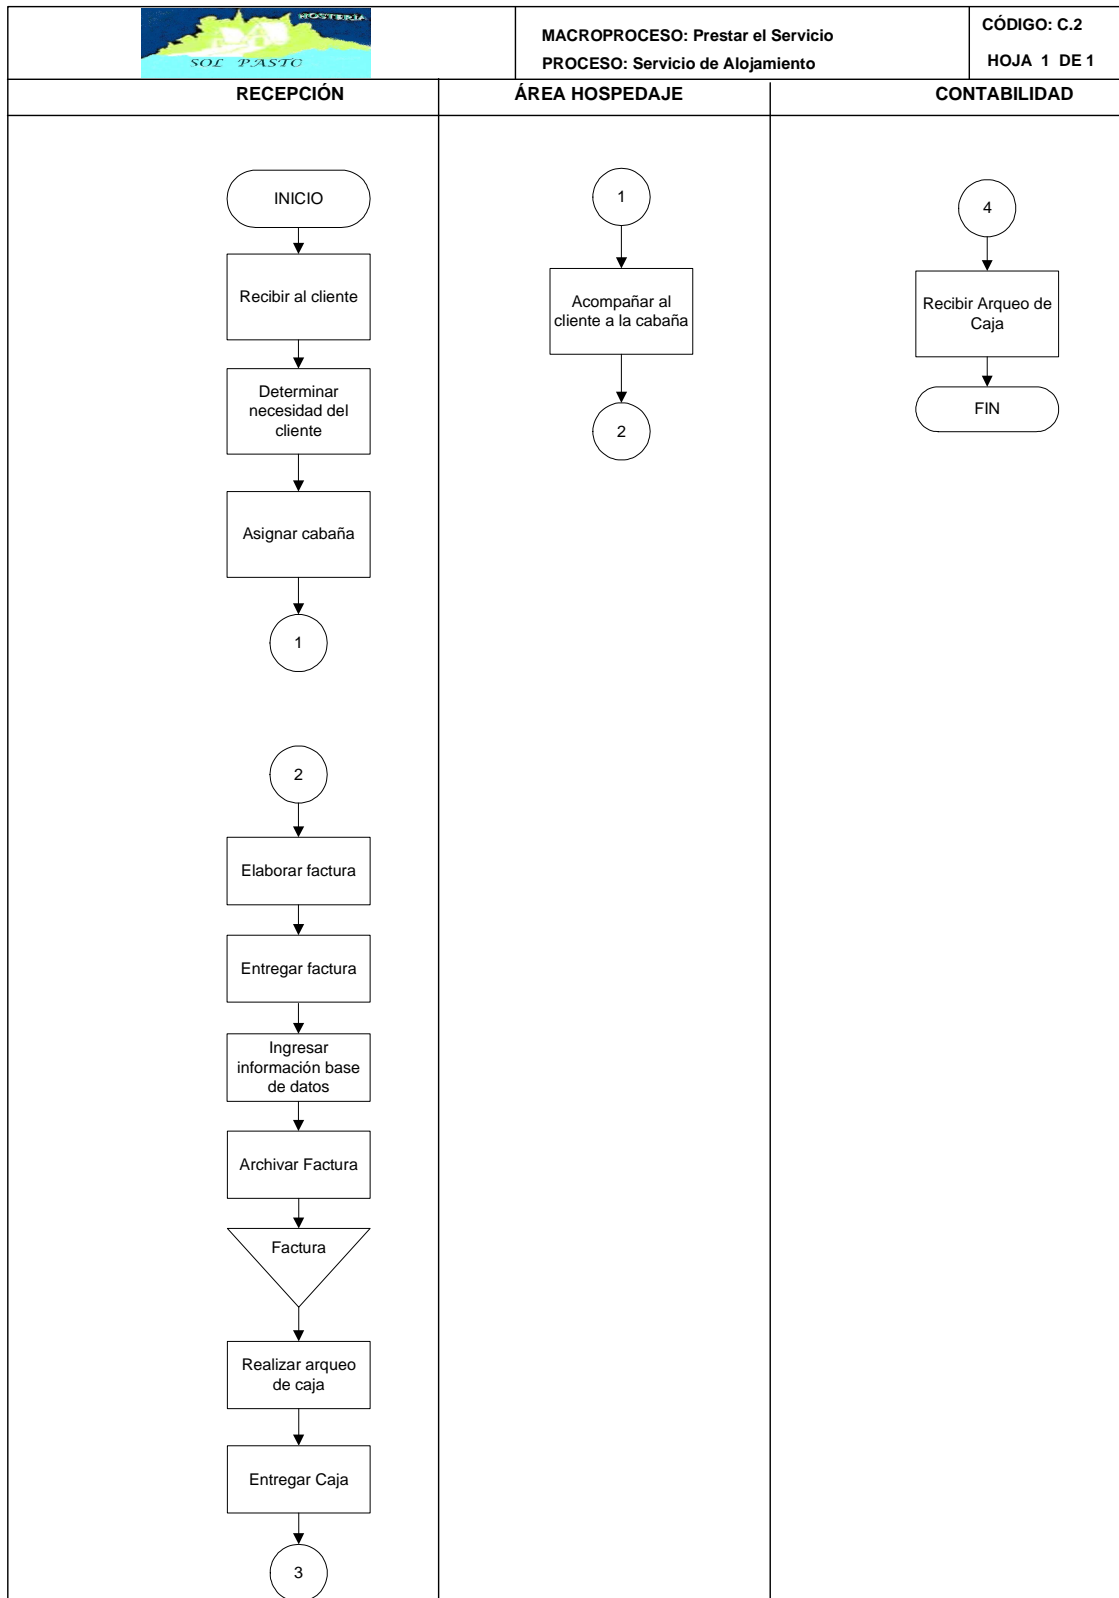 HOSTERIA
SOL PASTO
MACROPROCESO: Prestar el Servicio
PROCESO: Servicio de Alojamiento
CÓDIGO: C.2
HOJA 1 DE 1
RECEPCIÓN
ÁREA HOSPEDAJE
CONTABILIDAD
INICIO
Recibir al cliente
Determinar
necesidad del
cliente
Asignar cabaña
1
2
Elaborar factura
Entregar factura
Ingresar
información base
de datos
Archivar Factura
Factura
Realizar arqueo
de caja
Entregar Caja
3
1
Acompañar al
cliente a la cabaña
2
4
Recibir Arqueo de
Caja
FIN